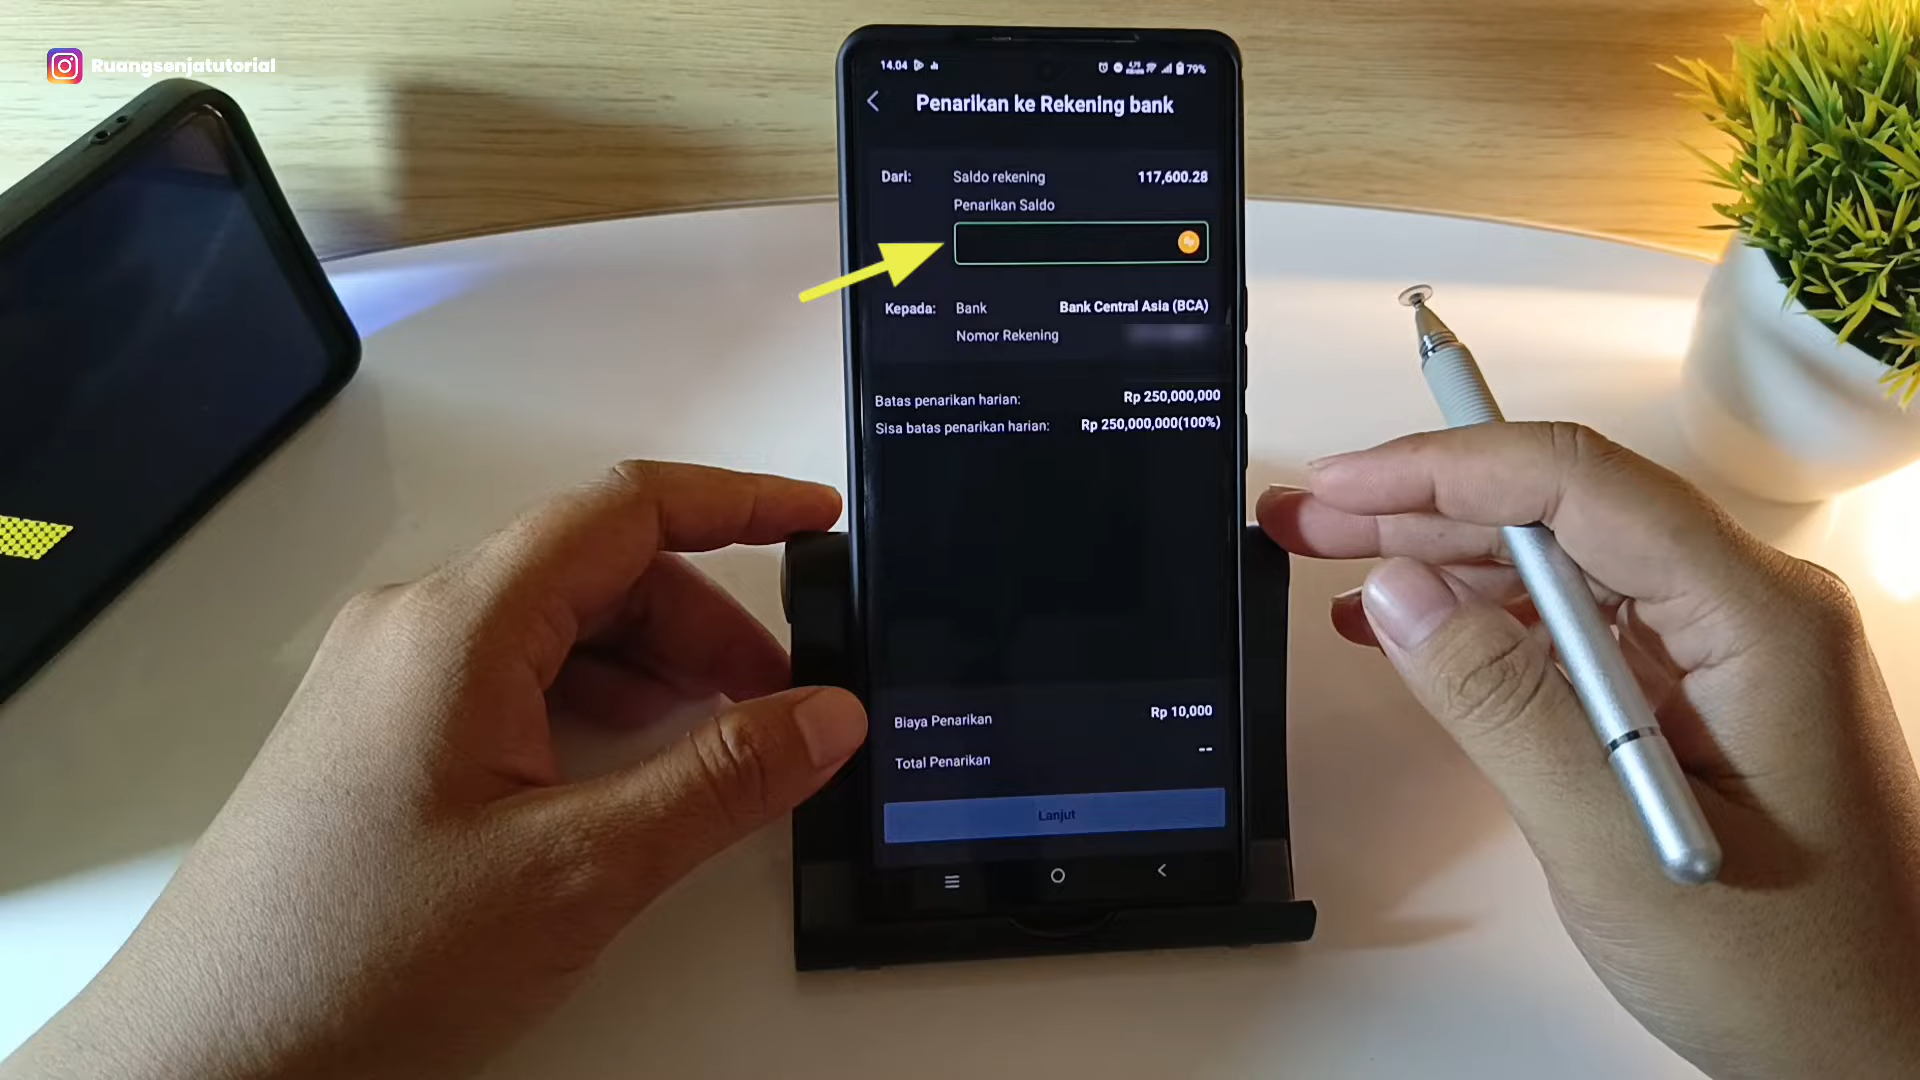 Ruangsenjatutorial
14.04
79%
Penarikan ke Rekening bank
Dari: Saldo rekening 117,600.28
Penarikan Saldo
Kepada: Bank Bank Central Asia (BCA)
Nomor Rekening
Batas penarikan harian: Rp 250,000,000
Sisa batas penarikan harian: Rp 250,000,000(100%)
Biaya Penarikan Rp 10,000
Total Penarikan --
Lanjut